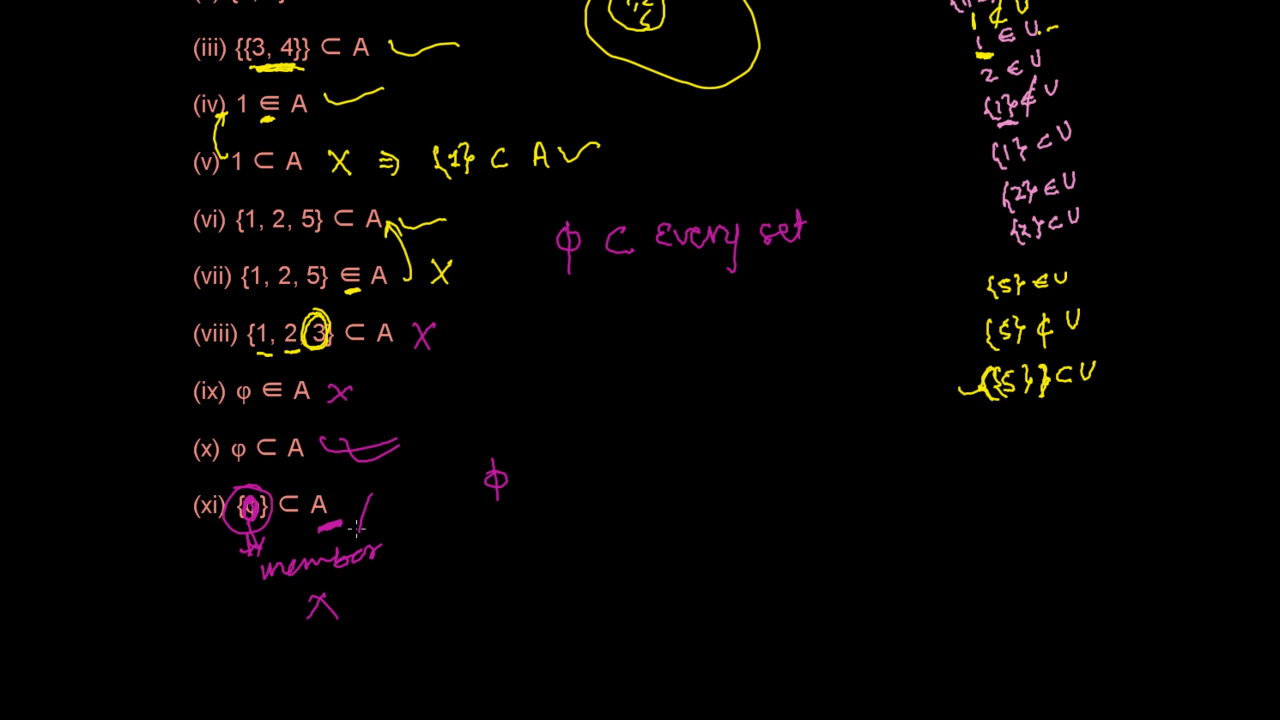 (iii) {{3, 4}} ⊂ A
(iv) 1 ∈ A
(v) 1 ⊂ A X ⇒ {1} ⊂ A
(vi) {1, 2, 5} ⊂ A
(vii) {1, 2, 5} ∈ A X
(viii) {1, 2, 3} ⊂ A X
(ix) φ ∈ A X
(x) φ ⊂ A
(xi) {φ} ⊂ A
member
X
ϕ ⊂ every set
ϕ
1 ⊄ U
1 ∈ U
2 ∈ U
{1} ∉ U
{1} ⊂ U
{2} ∈ U
{2} ⊂ U
{5} ∈ U
{5} ⊄ U
{{5}} ⊂ U